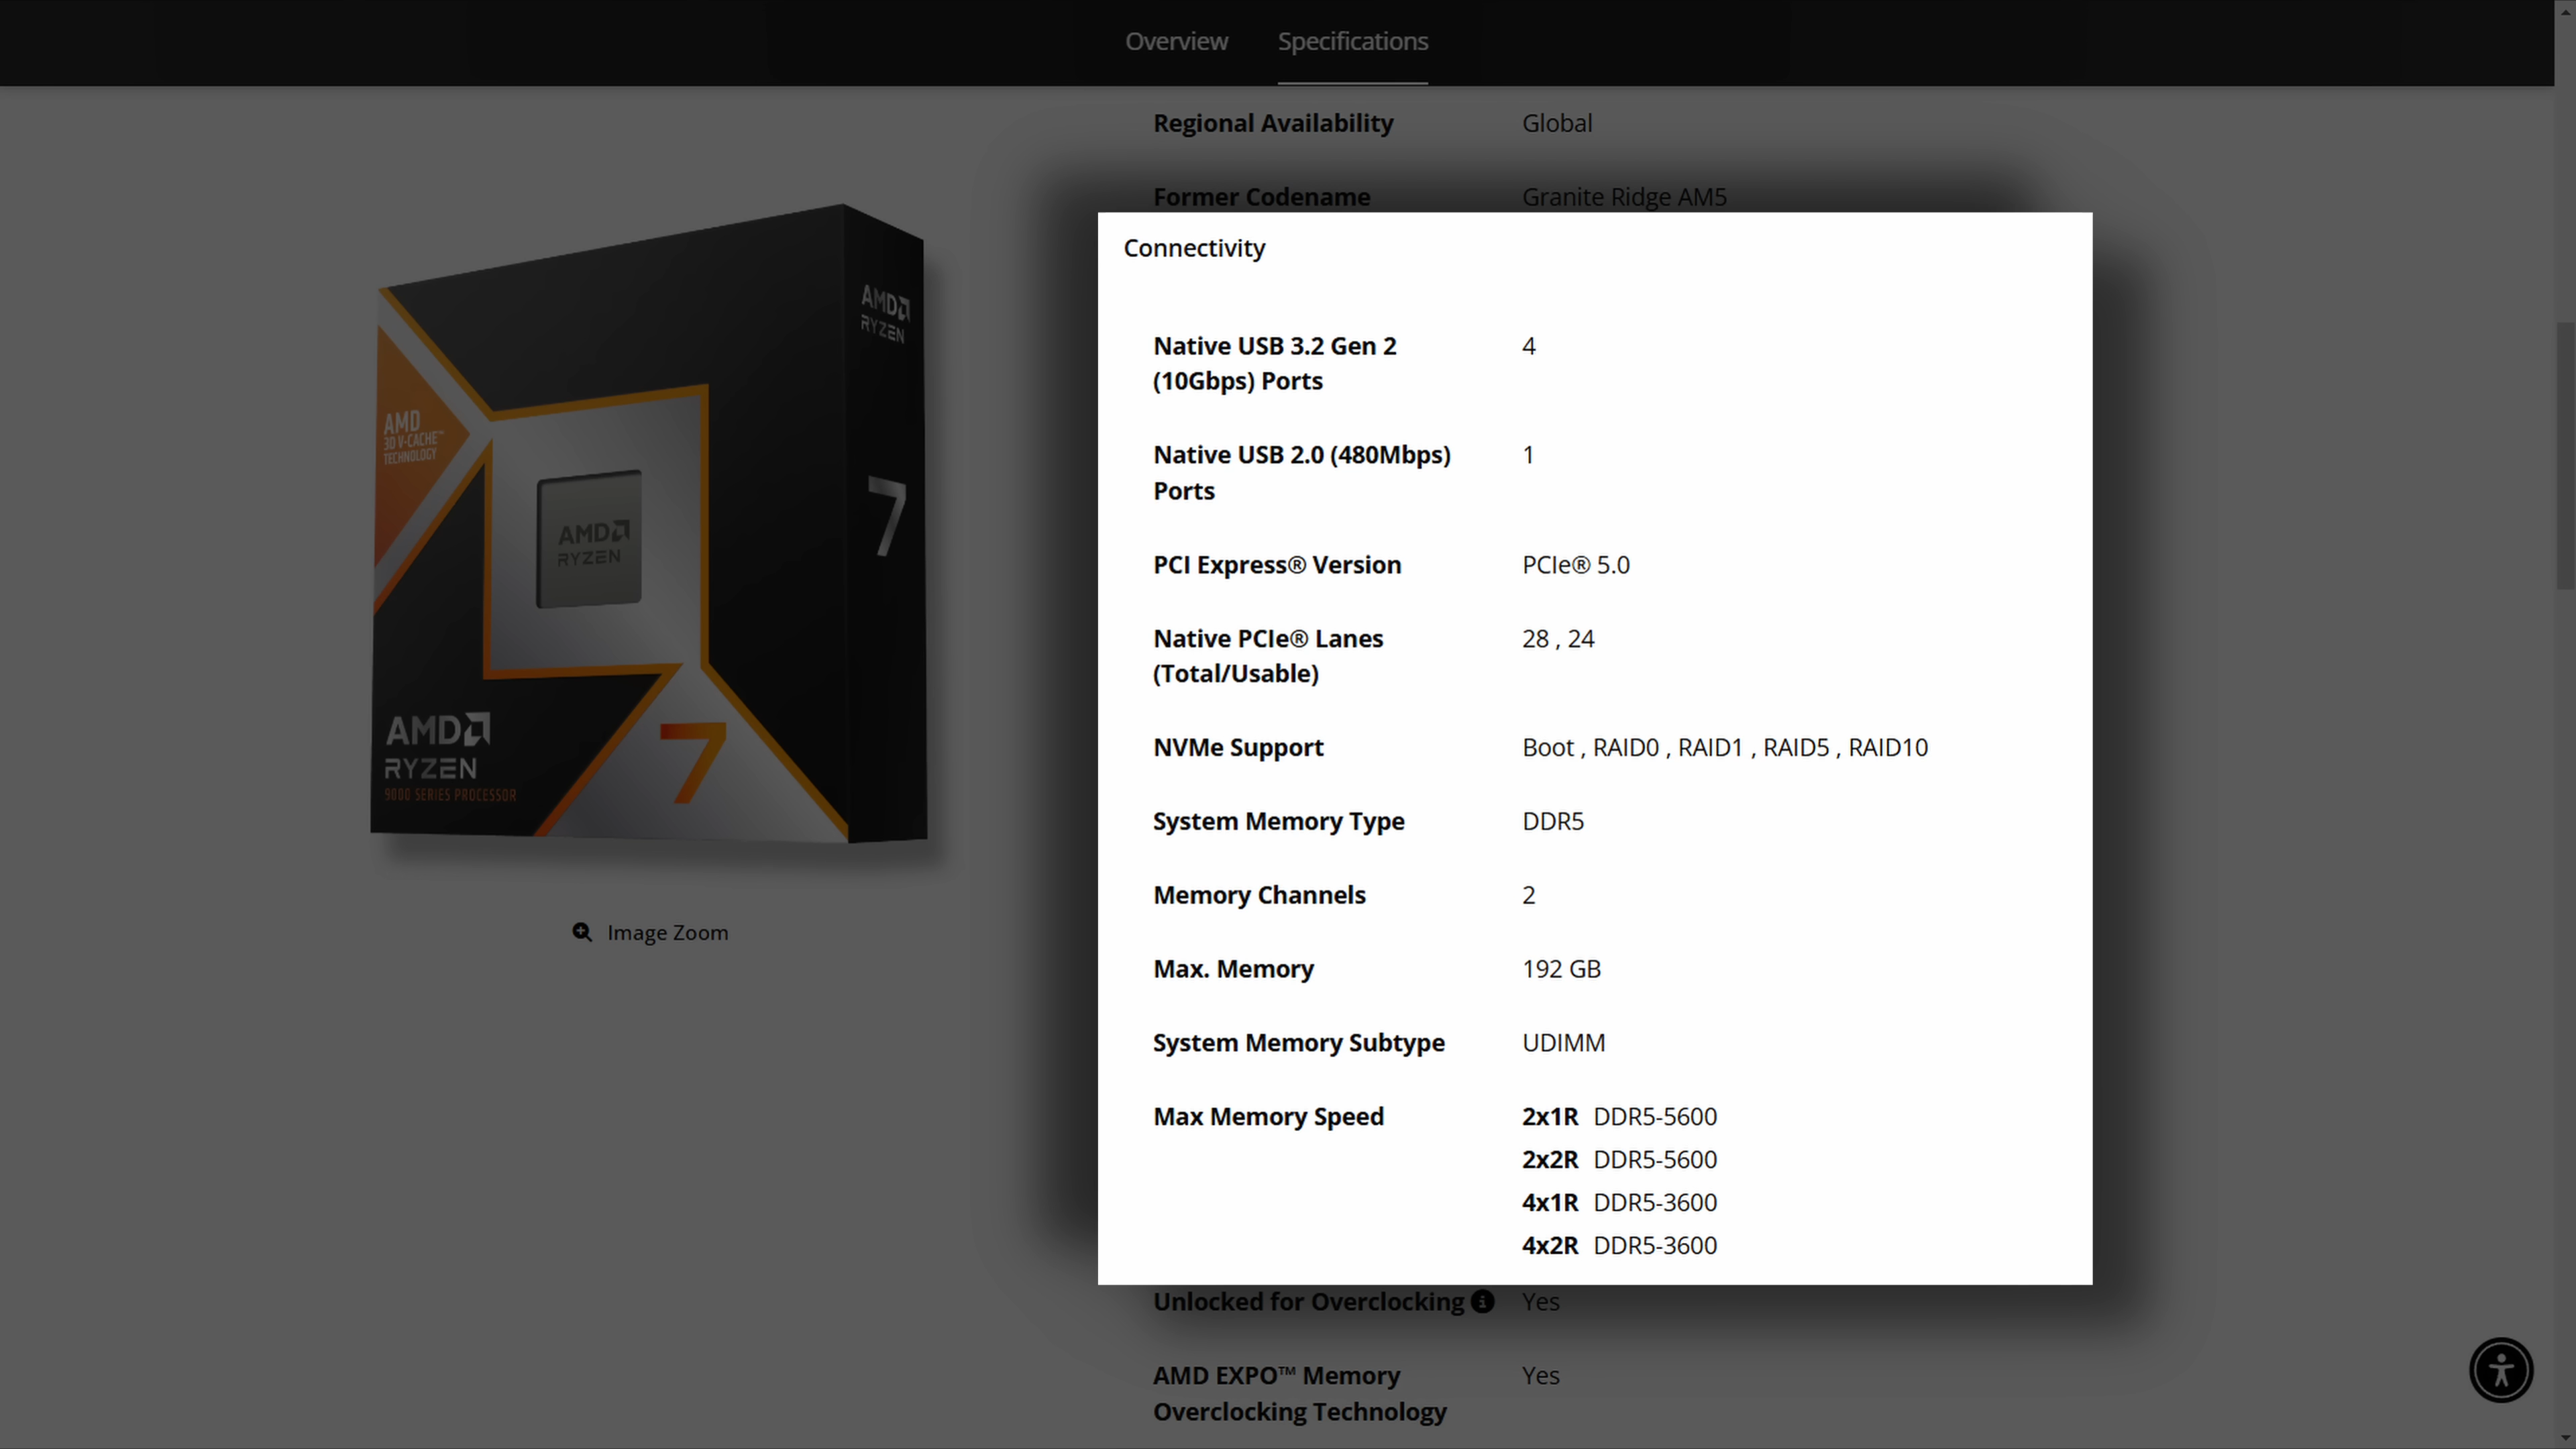 Overview Specifications
Regional Availability Global
Former Codename Granite Ridge AM5
Connectivity
Native USB 3.2 Gen 2 4
(10Gbps) Ports
Native USB 2.0 (480Mbps) 1
Ports
PCI Express® Version PCIe® 5.0
Native PCIe® Lanes 28 , 24
(Total/Usable)
NVMe Support Boot , RAID0 , RAID1 , RAID5 , RAID10
System Memory Type DDR5
Memory Channels 2
Max. Memory 192 GB
System Memory Subtype UDIMM
Max Memory Speed 2x1R DDR5-5600
2x2R DDR5-5600
4x1R DDR5-3600
4x2R DDR5-3600
Unlocked for Overclocking Yes
AMD EXPO™ Memory Yes
Overclocking Technology
AMD
RYZEN
7
AMD
3D V-CACHE™
TECHNOLOGY
AMD
RYZEN
AMD
RYZEN
9000 SERIES PROCESSOR
7
Image Zoom